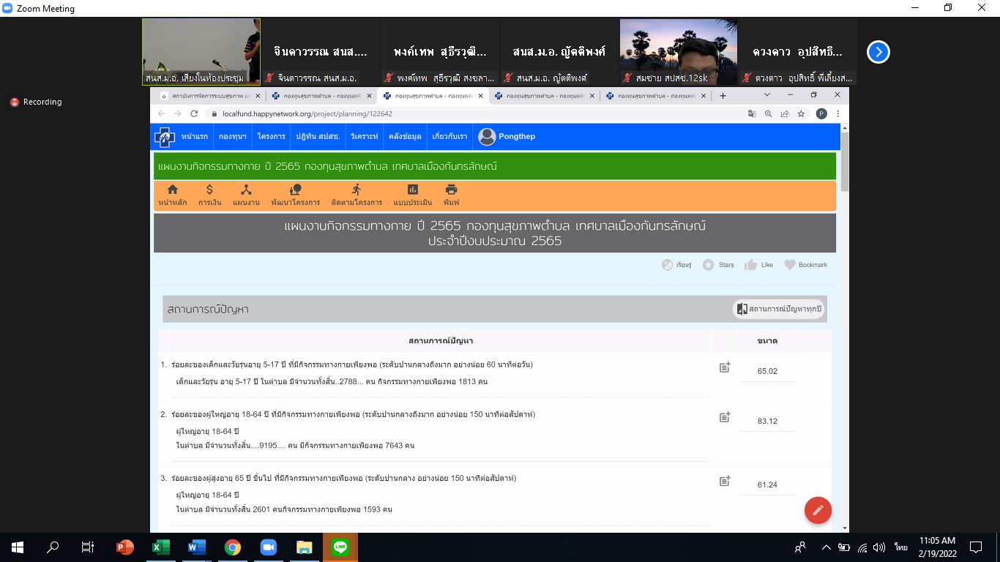 Zoom Meeting
จินดาวรรณ สนส....
พงค์เทพ สุธีรวุฒิ...
สนส.ม.อ. ญัตติพงศ์
ดวงดาว อุปสิทธิ...
สนส.ม.อ. เสียงในห้องประชุม
จินดาวรรณ สนส.ม.อ.
พงค์เทพ สุธีรวุฒิ สงขลา...
สนส.ม.อ. ญัตติพงศ์
สมชาย สปสช.12sk
ดวงดาว อุปสิทธิ์ พี่เลี้ยงส...
Recording
สถาบันการจัดการระบบสุขภาพ มอ
กองทุนสุขภาพตำบล - กองทุนหลัก
กองทุนสุขภาพตำบล - กองทุนหลัก
กองทุนสุขภาพตำบล - กองทุนหลัก
กองทุนสุขภาพตำบล - กองทุนหลัก
localfund.happynetwork.org/project/planning/122642
P
หน้าแรก กองทุนฯ โครงการ ปฏิทิน สปสช. วิเคราะห์ คลังข้อมูล เกี่ยวกับเรา Pongthep
แผนงานกิจกรรมทางกาย ปี 2565 กองทุนสุขภาพตำบล เทศบาลเมืองกันทรลักษณ์
หน้าหลัก การเงิน แผนงาน พัฒนาโครงการ ติดตามโครงการ แบบประเมิน พิมพ์
แผนงานกิจกรรมทางกาย ปี 2565 กองทุนสุขภาพตำบล เทศบาลเมืองกันทรลักษณ์
ประจำปีงบประมาณ 2565
เรียนรู้ Stars Like Bookmark
สถานการณ์ปัญหา สถานการณ์ปัญหาทุกปี
สถานการณ์ปัญหา ขนาด
1. ร้อยละของเด็กและวัยรุ่นอายุ 5-17 ปี ที่มีกิจกรรมทางกายเพียงพอ (ระดับปานกลางถึงมาก อย่างน้อย 60 นาทีต่อวัน) 65.02
เด็กและวัยรุ่น อายุ 5-17 ปี ในตำบล มีจำนวนทั้งสิ้น..2788... คน กิจกรรมทางกายเพียงพอ 1813 คน
2. ร้อยละของผู้ใหญ่อายุ 18-64 ปี ที่มีกิจกรรมทางกายเพียงพอ (ระดับปานกลางถึงมาก อย่างน้อย 150 นาทีต่อสัปดาห์) 83.12
ผู้ใหญ่อายุ 18-64 ปี
ในตำบล มีจำนวนทั้งสิ้น....9195.... คน มีกิจกรรมทางกายเพียงพอ 7643 คน
3. ร้อยละของผู้สูงอายุ 65 ปี ขึ้นไป ที่มีกิจกรรมทางกายเพียงพอ (ระดับปานกลาง อย่างน้อย 150 นาทีต่อสัปดาห์) 61.24
ผู้ใหญ่อายุ 18-64 ปี
ในตำบล มีจำนวนทั้งสิ้น 2601 คนกิจกรรมทางกายเพียงพอ 1593 คน
LINE
ไทย
11:05 AM
2/19/2022